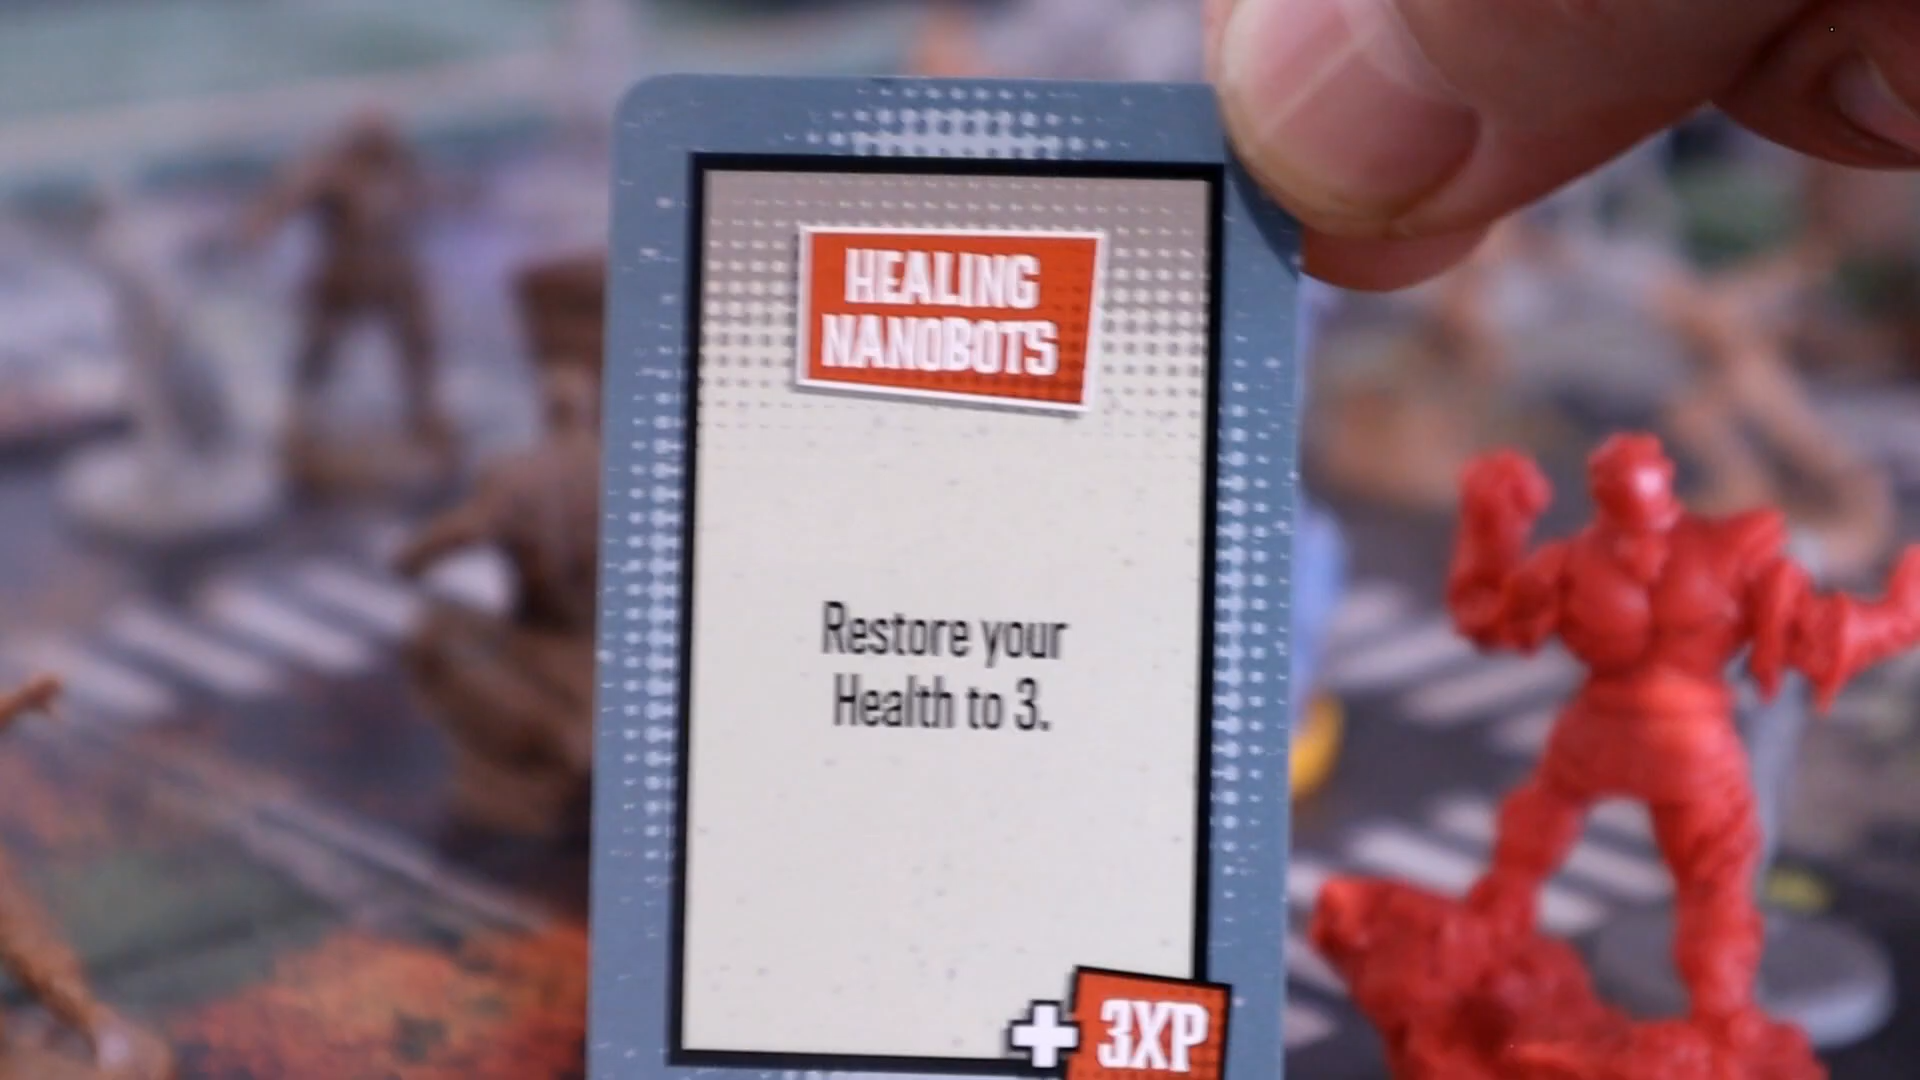 HEALING
NANOBOTS
Restore your
Health to 3.
+ 3XP